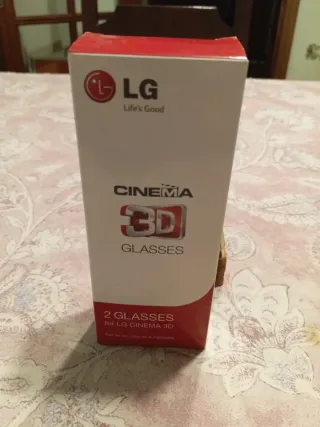 LG
Life's Good
CINEMA
3D
GLASSES
2 GLASSES
for LG CINEMA 3D